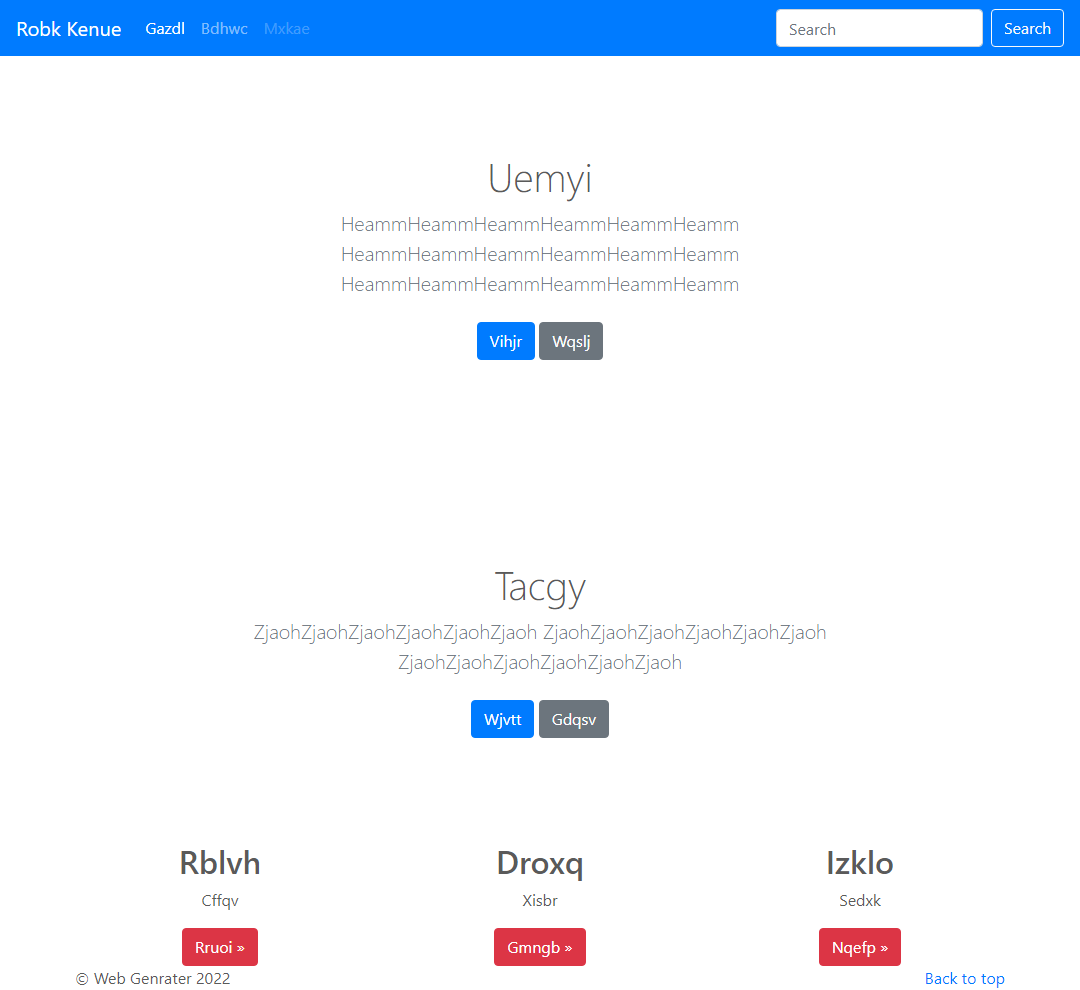 Robk Kenue Gazdl Bdhwc Mxkae Search Search
Uemyi
HeammHeammHeammHeammHeammHeamm
HeammHeammHeammHeammHeammHeamm
HeammHeammHeammHeammHeammHeamm
Vihjr Wqslj
Tacgy
ZjaohZjaohZjaohZjaohZjaohZjaoh ZjaohZjaohZjaohZjaohZjaohZjaoh
ZjaohZjaohZjaohZjaohZjaohZjaoh
Wjvtt Gdqsv
Rblvh Droxq Izklo
Cffqv Xisbr Sedxk
Rruoi » Gmngb » Nqefp »
© Web Genrater 2022 Back to top